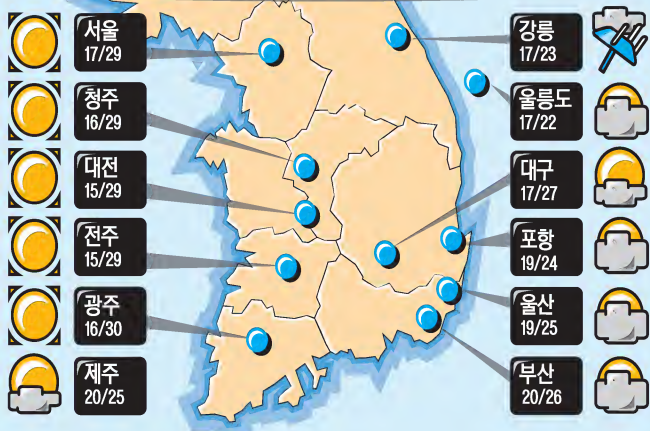 서울
17/29
청주
16/29
대전
15/29
전주
15/29
광주
16/30
제주
20/25
강릉
17/23
울릉도
17/22
대구
17/27
포항
19/24
울산
19/25
부산
20/26